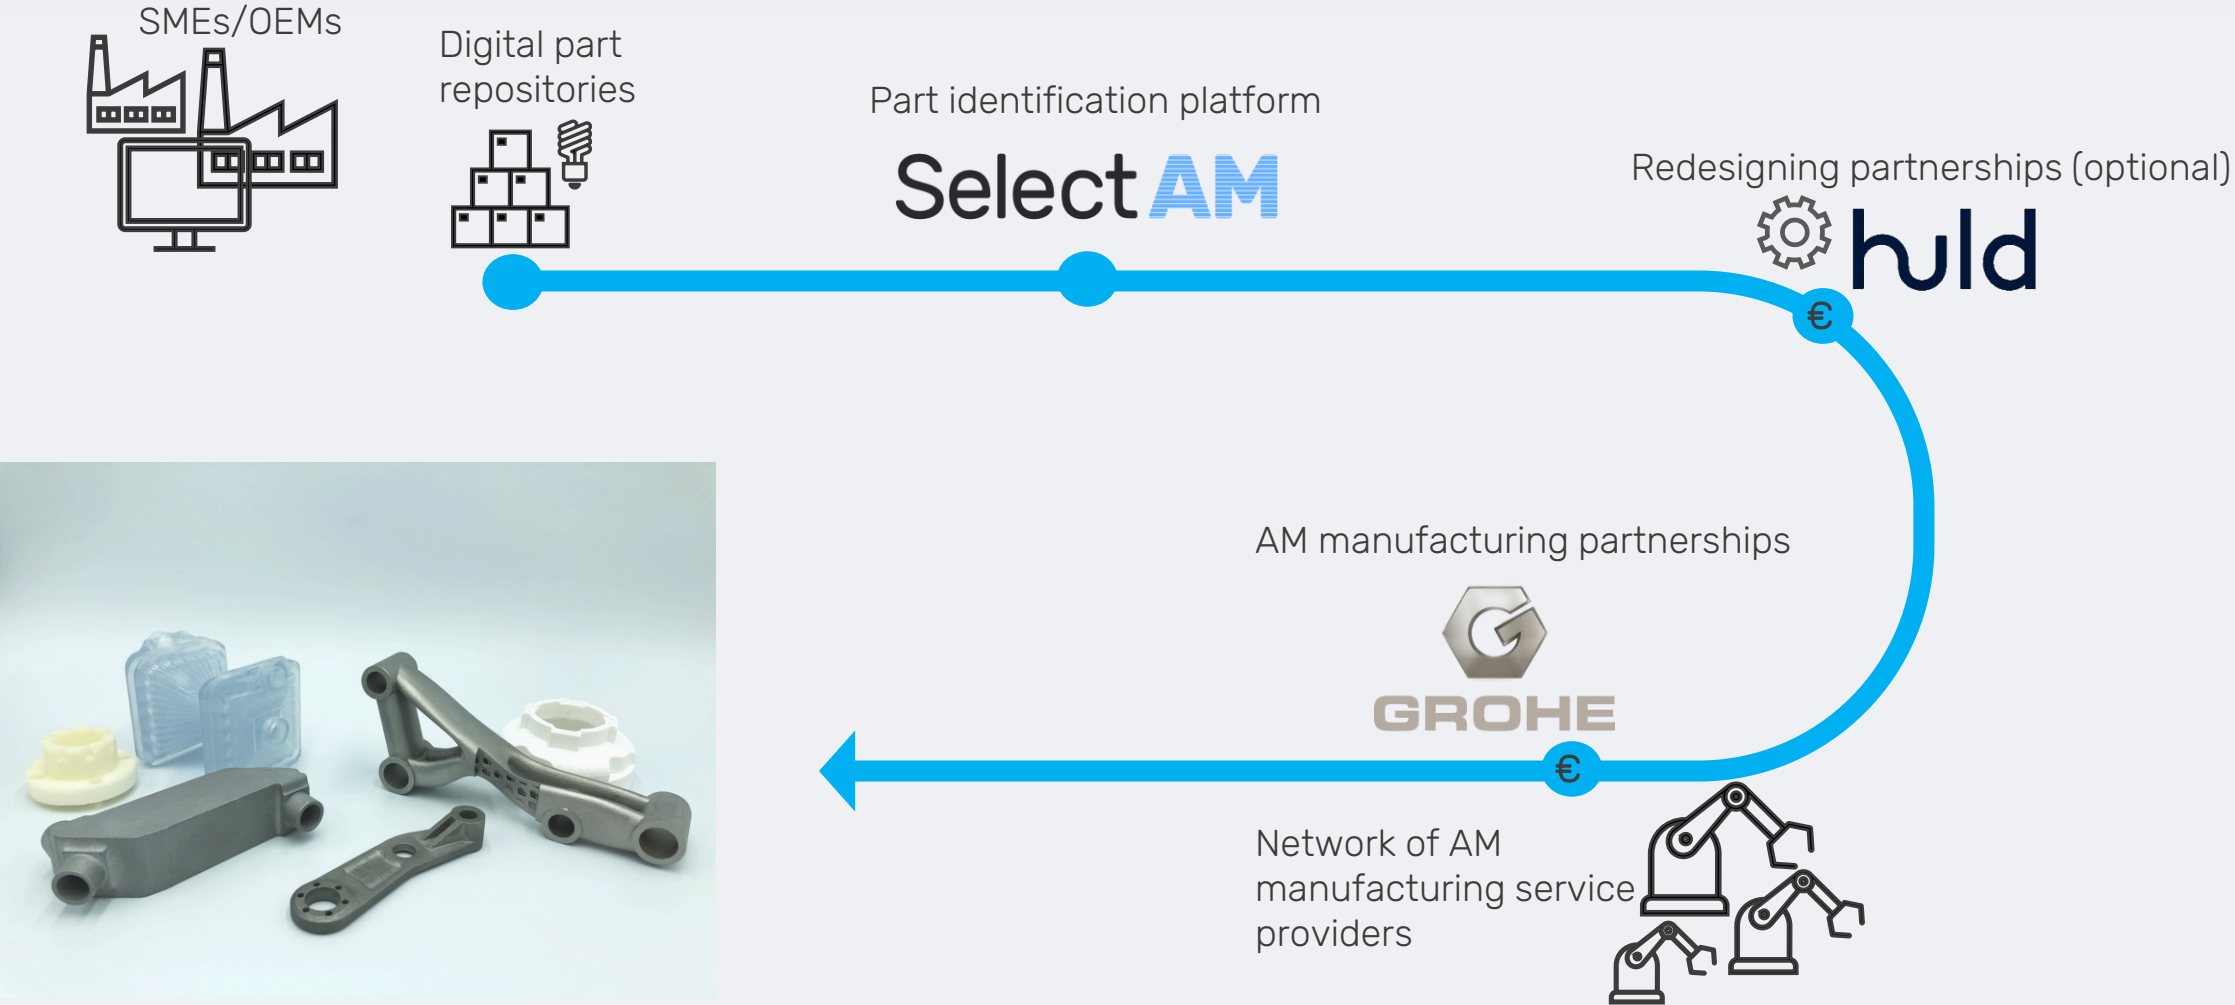 SMEs/OEMs
Digital part
repositories
Part identification platform
Select AM
Redesigning partnerships (optional)
huld
€
AM manufacturing partnerships
G
GROHE
€
Network of AM
manufacturing service
providers